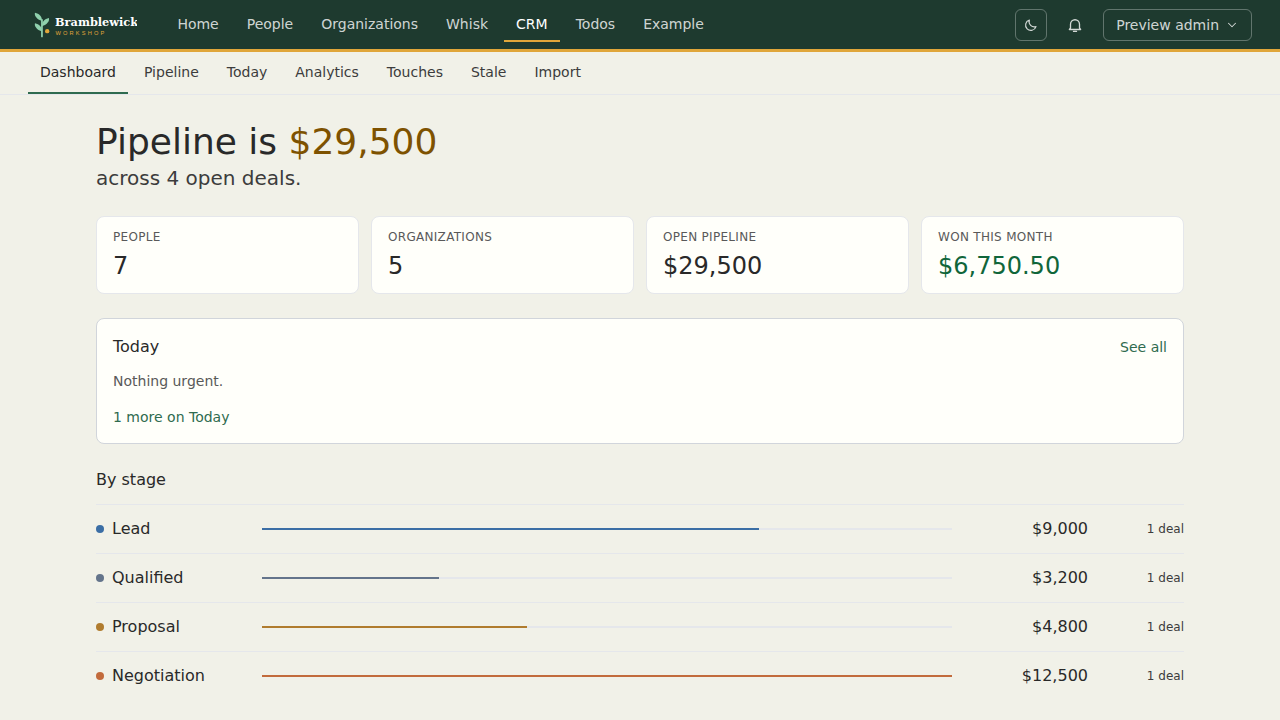 Bramblewick
WORKSHOP
Home People Organizations Whisk CRM Todos Example
Preview admin
Dashboard Pipeline Today Analytics Touches Stale Import
Pipeline is $29,500
across 4 open deals.
PEOPLE
7
ORGANIZATIONS
5
OPEN PIPELINE
$29,500
WON THIS MONTH
$6,750.50
Today
See all
Nothing urgent.
1 more on Today
By stage
Lead $9,000 1 deal
Qualified $3,200 1 deal
Proposal $4,800 1 deal
Negotiation $12,500 1 deal